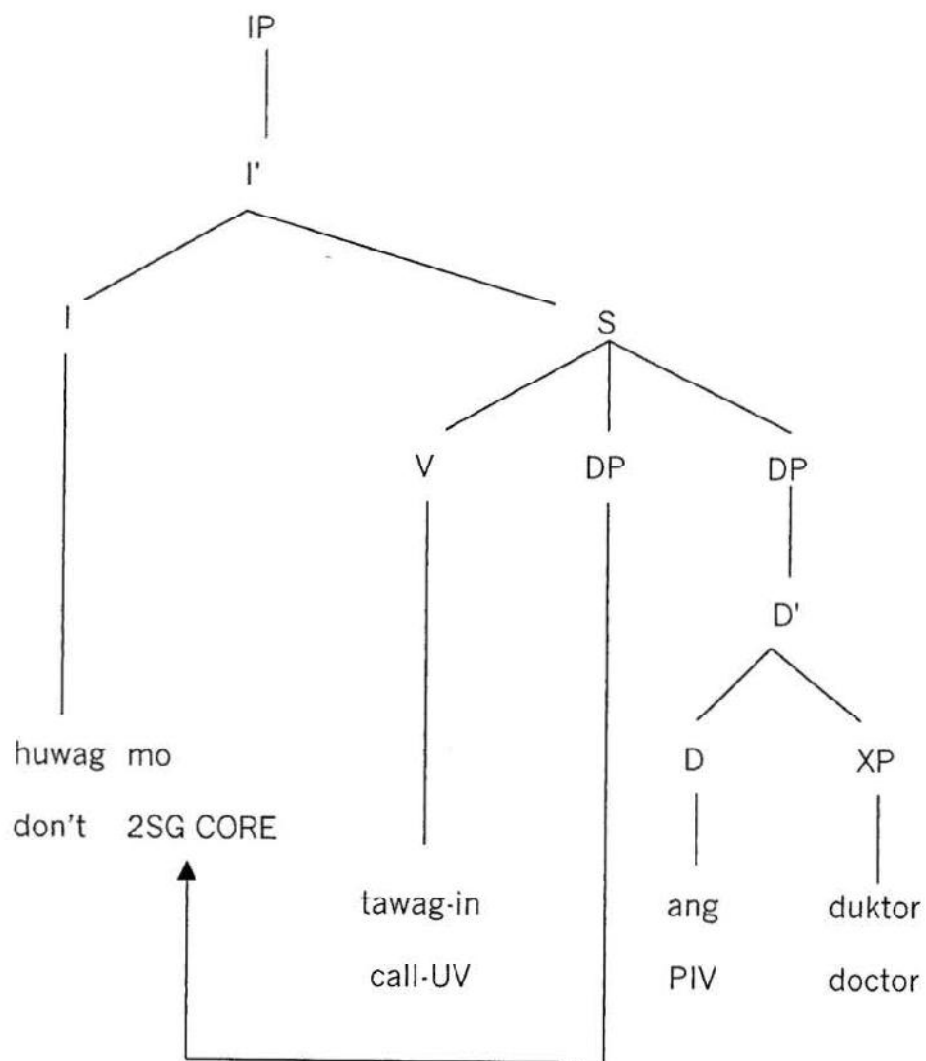 IP
I'
I S
V DP DP
D'
huwag mo D XP
don't 2SG CORE
tawag-in ang duktor
call-UV PIV doctor